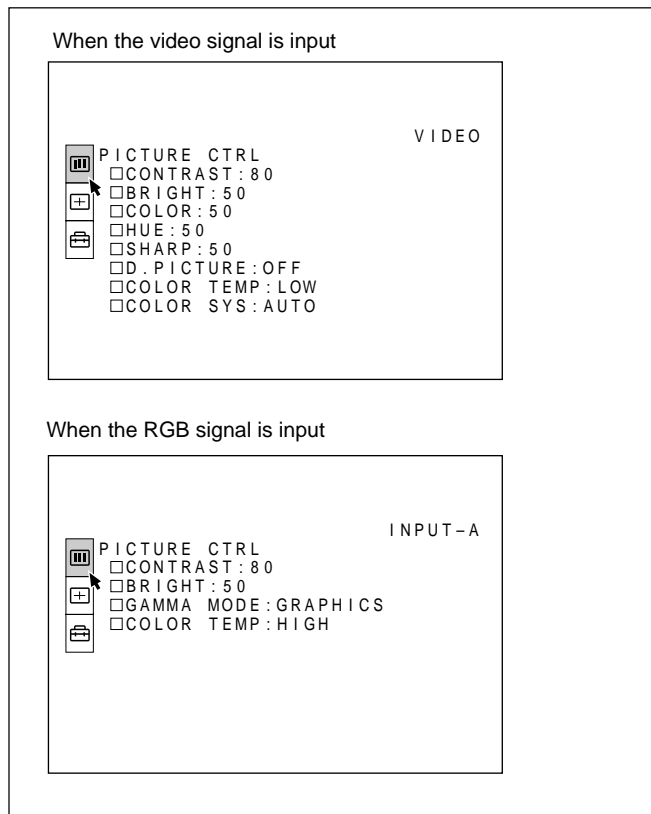 When the video signal is input
VIDEO
PICTURE CTRL
□CONTRAST:80
□BRIGHT:50
□COLOR:50
□HUE:50
□SHARP:50
□D.PICTURE:OFF
□COLOR TEMP:LOW
□COLOR SYS:AUTO
When the RGB signal is input
INPUT–A
PICTURE CTRL
□CONTRAST:80
□BRIGHT:50
□GAMMA MODE:GRAPHICS
□COLOR TEMP:HIGH